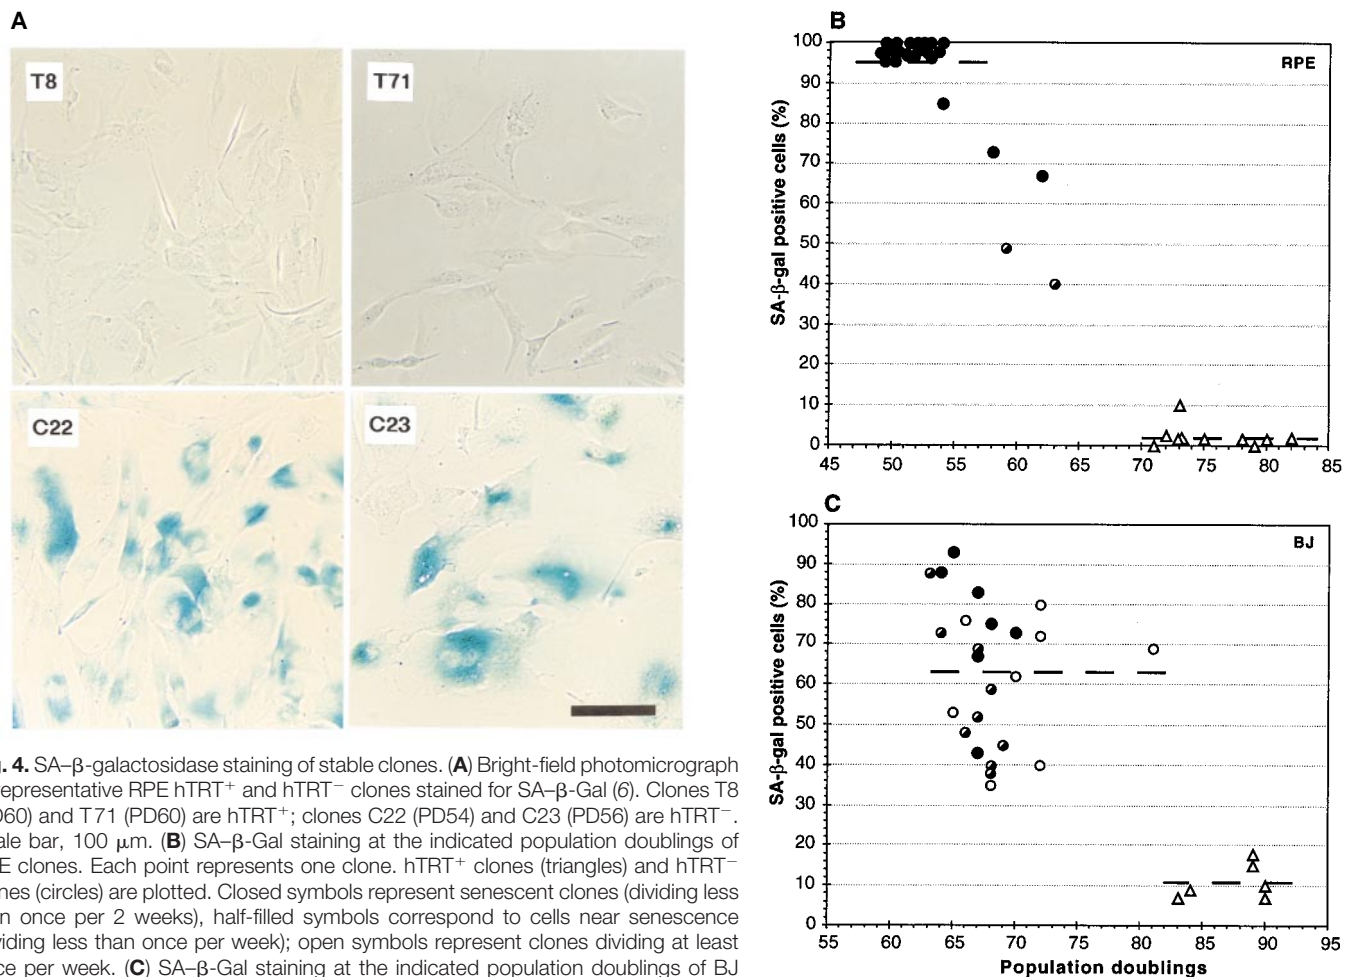 A
T8
T71
C22
C23
B
RPE
SA-β-gal positive cells (%)
100
90
80
70
60
50
40
30
20
10
0
45 50 55 60 65 70 75 80 85
C
BJ
SA-β-gal positive cells (%)
100
90
80
70
60
50
40
30
20
10
0
55 60 65 70 75 80 85 90 95
Population doublings
4. SA–β-galactosidase staining of stable clones. (A) Bright-field photomicrograph
representative RPE hTRT⁺ and hTRT⁻ clones stained for SA–β-Gal (6). Clones T8
and T71 (PD60) are hTRT⁺; clones C22 (PD54) and C23 (PD56) are hTRT⁻.
bar, 100 μm. (B) SA–β-Gal staining at the indicated population doublings of
clones. Each point represents one clone. hTRT⁺ clones (triangles) and hTRT⁻
(circles) are plotted. Closed symbols represent senescent clones (dividing less
once per 2 weeks), half-filled symbols correspond to cells near senescence
less than once per week); open symbols represent clones dividing at least
per week. (C) SA–β-Gal staining at the indicated population doublings of BJ